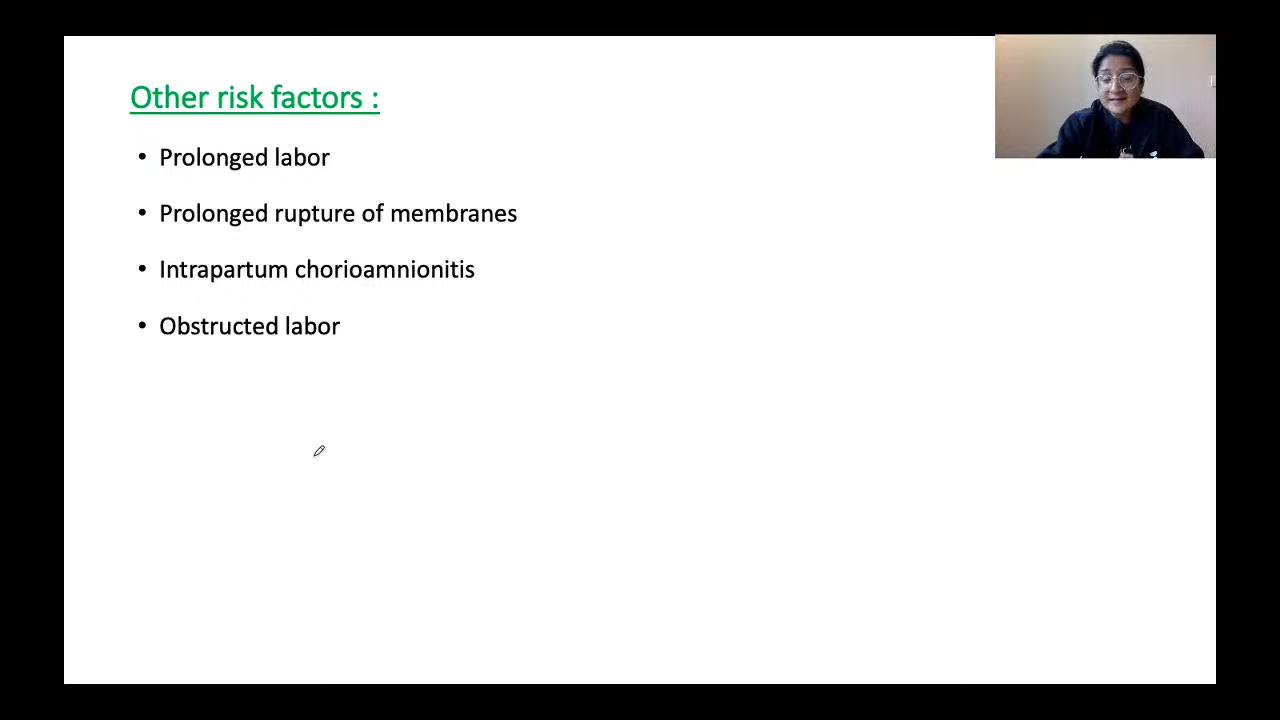 Other risk factors :
• Prolonged labor
• Prolonged rupture of membranes
• Intrapartum chorioamnionitis
• Obstructed labor